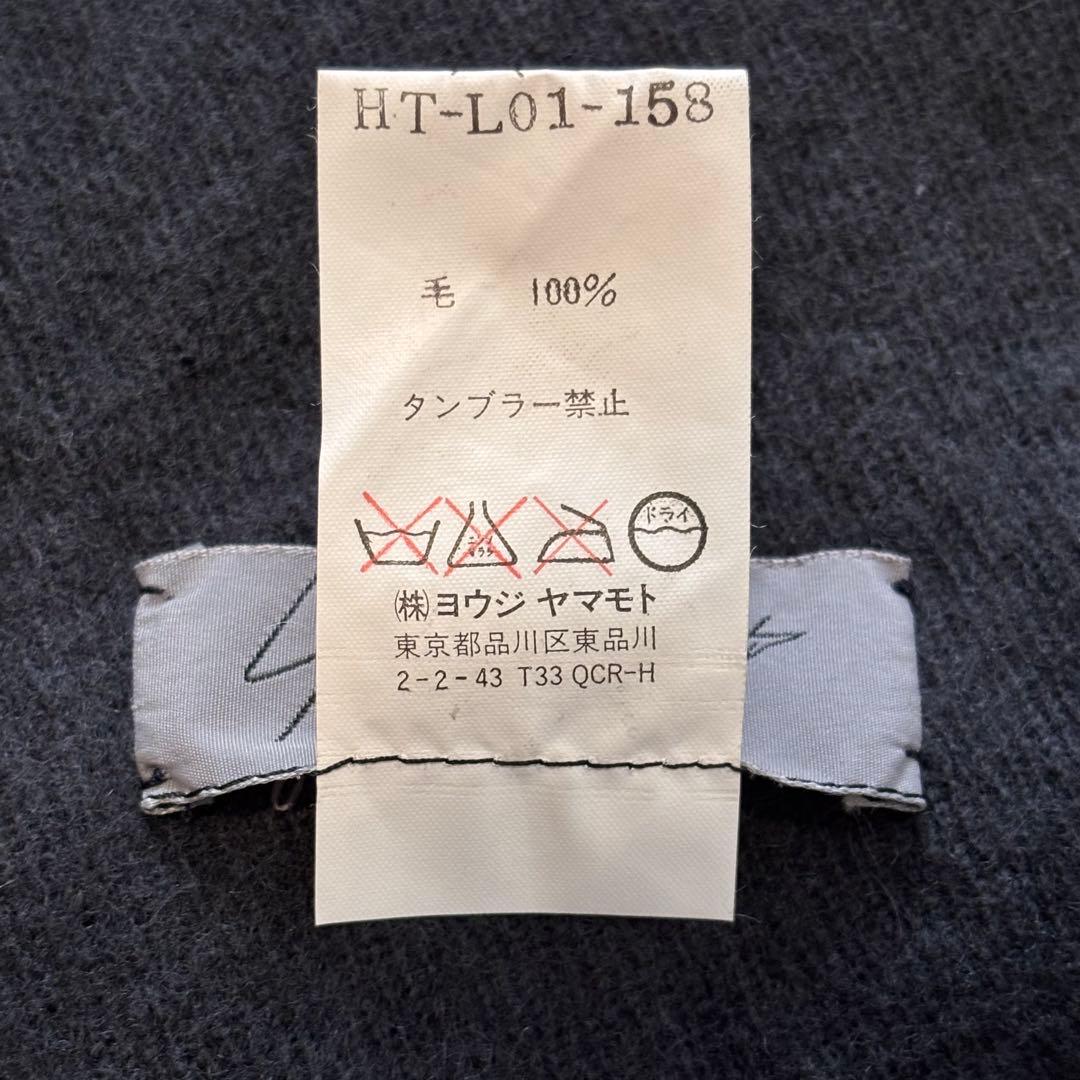 HT-L01-158
毛 100%
タンブラー禁止
ドライ
(株)ヨウジ ヤマモト
東京都品川区東品川
2-2-43 T33 QCR-H